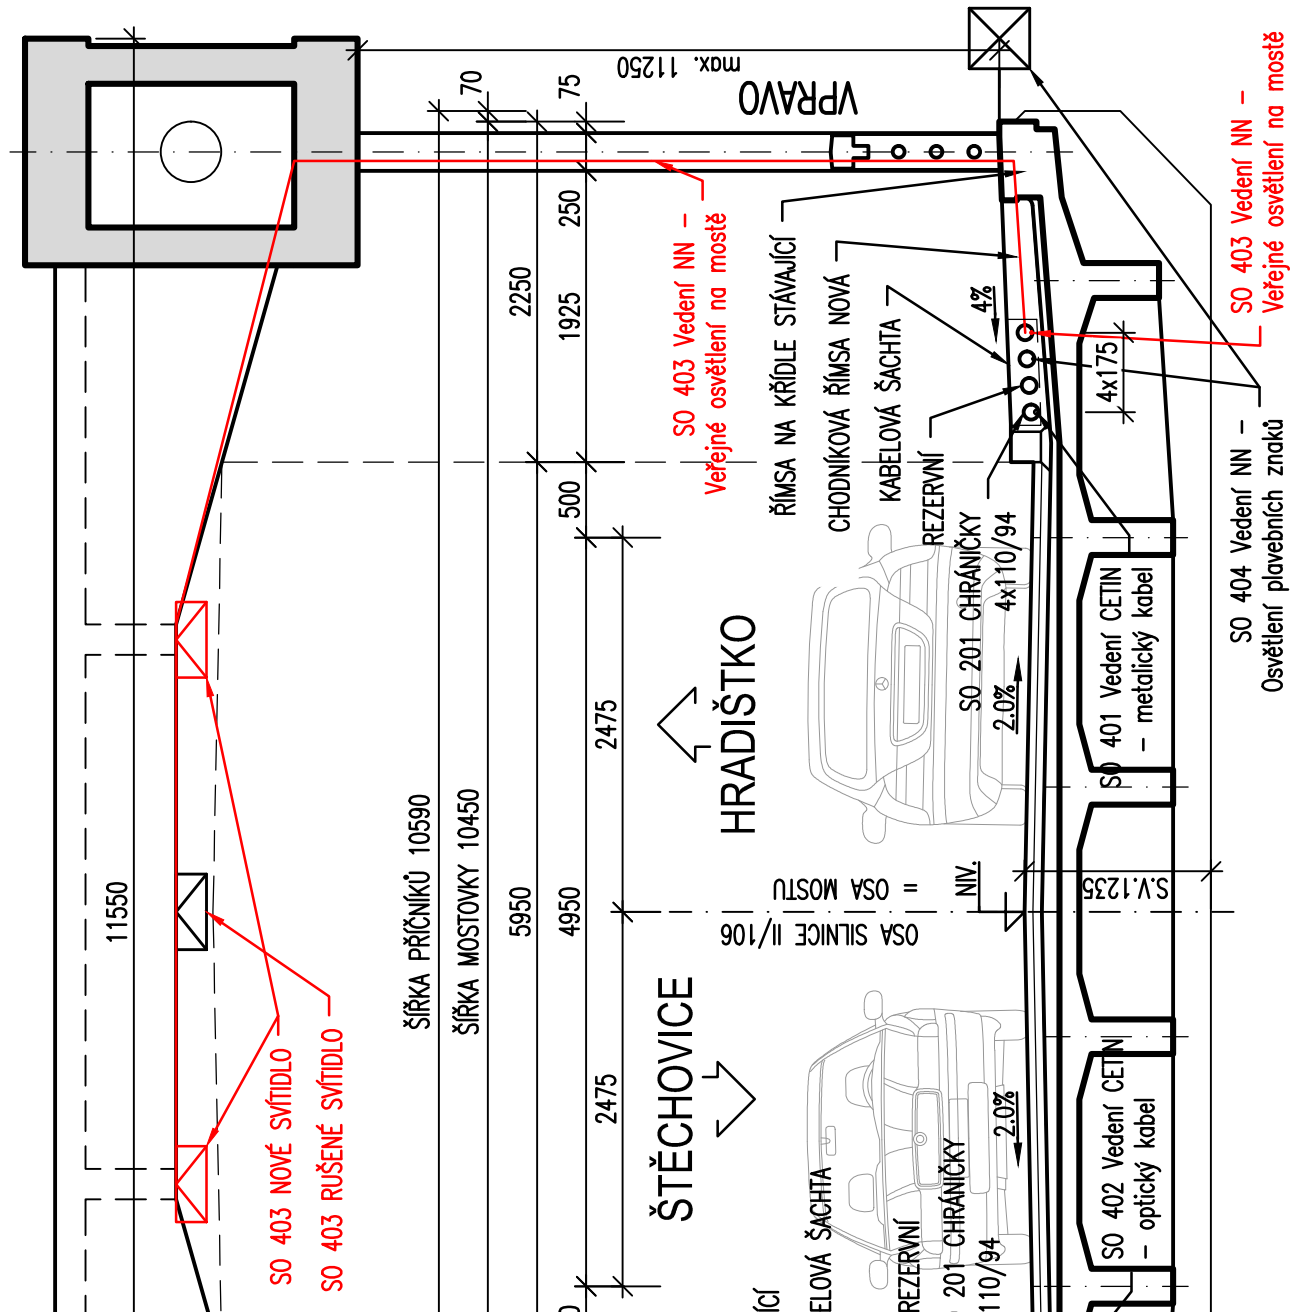 11550
ŠÍŘKA PŘÍČNÍKŮ 10590
ŠÍŘKA MOSTOVKY 10450
70
75
5950
2250
4950
250
1925
500
2475
2475
max. 11250
VPRAVO
SO 403 Vedení NN –
Veřejné osvětlení na mostě
ŘÍMSA NA KŘÍDLE STÁVAJÍCÍ
CHODNÍKOVÁ ŘÍMSA NOVÁ
KABELOVÁ ŠACHTA
REZERVNÍ
SO 201 CHRÁNIČKY
4x110/94
4%
4x175
SO 403 Vedení NN –
Veřejné osvětlení na mostě
SO 404 Vedení NN –
Osvětlení plavebních znaků
SO 401 Vedení CETIN
– metalický kabel
2.0%
HRADIŠTKO
NIV.
= OSA MOSTU
OSA SILNICE II/106
S.V.1235
ŠTĚCHOVICE
2.0%
SO 402 Vedení CETIN
– optický kabel
SO 403 NOVÉ SVÍTIDLO
SO 403 RUŠENÉ SVÍTIDLO
ELOVÁ ŠACHTA
REZERVNÍ
201 CHRÁNIČKY
110/94
ÍCÍ